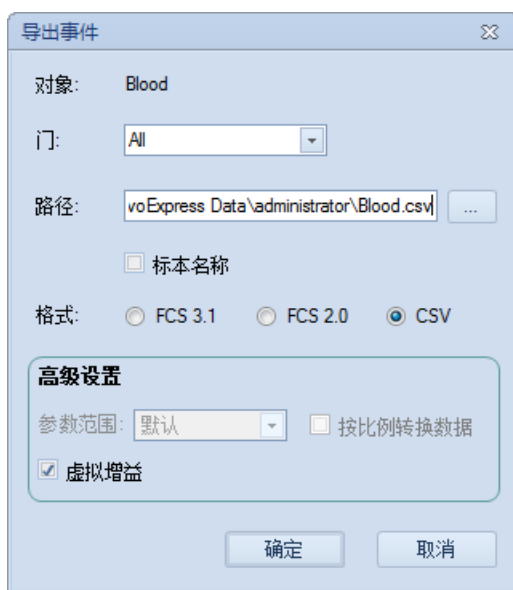 导出事件
对象: Blood
门: All
路径: voExpress Data\administrator\Blood.csv ...
标本名称
格式: FCS 3.1 FCS 2.0 CSV
高级设置
参数范围: 默认 按比例转换数据
虚拟增益
确定 取消